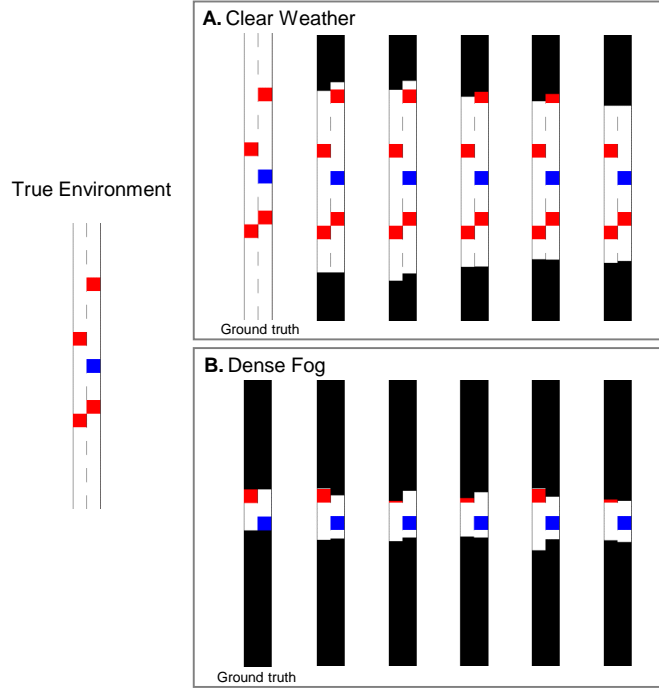 A. Clear Weather
True Environment
Ground truth
B. Dense Fog
Ground truth